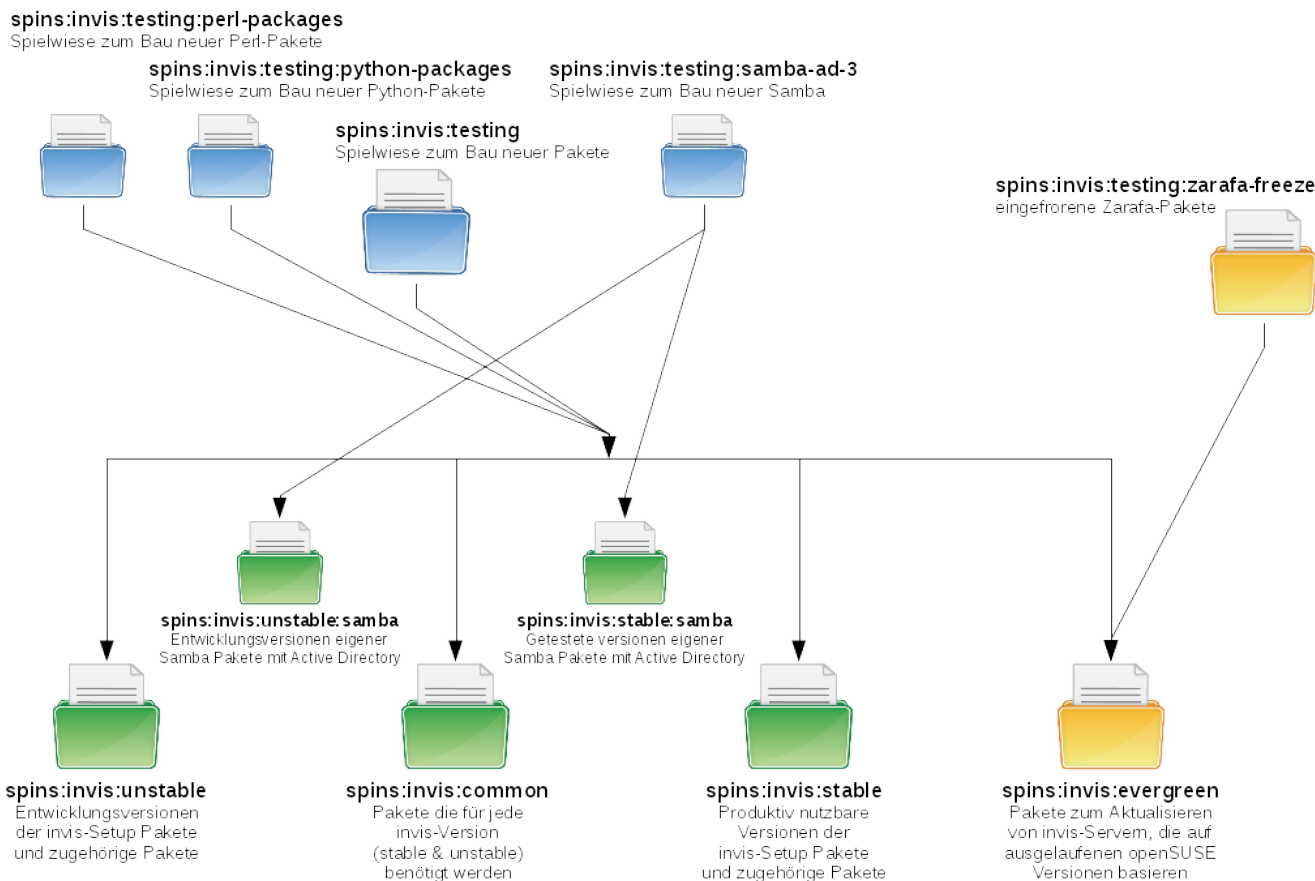 spins:invis:testing:perl-packages
Spielwiese zum Bau neuer Perl-Pakete
spins:invis:testing:python-packages
Spielwiese zum Bau neuer Python-Pakete
spins:invis:testing:samba-ad-3
Spielwiese zum Bau neuer Samba
spins:invis:testing
Spielwiese zum Bau neuer Pakete
spins:invis:testing:zarafa-freeze
eingefrorene Zarafa-Pakete
spins:invis:unstable:samba
Entwicklungsversionen eigener
Samba Pakete mit Active Directory
spins:invis:stable:samba
Getestete versionen eigener
Samba Pakete mit Active Directory
spins:invis:unstable
Entwicklungsversionen
der invis-Setup Pakete
und zugehörige Pakete
spins:invis:common
Pakete die für jede
invis-Version
(stable & unstable)
benötigt werden
spins:invis:stable
Produktiv nutzbare
Versionen der
invis-Setup Pakete
und zugehörige Pakete
spins:invis:evergreen
Pakete zum Aktualisieren
von invis-Servern, die auf
ausgelaufenen openSUSE
Versionen basieren